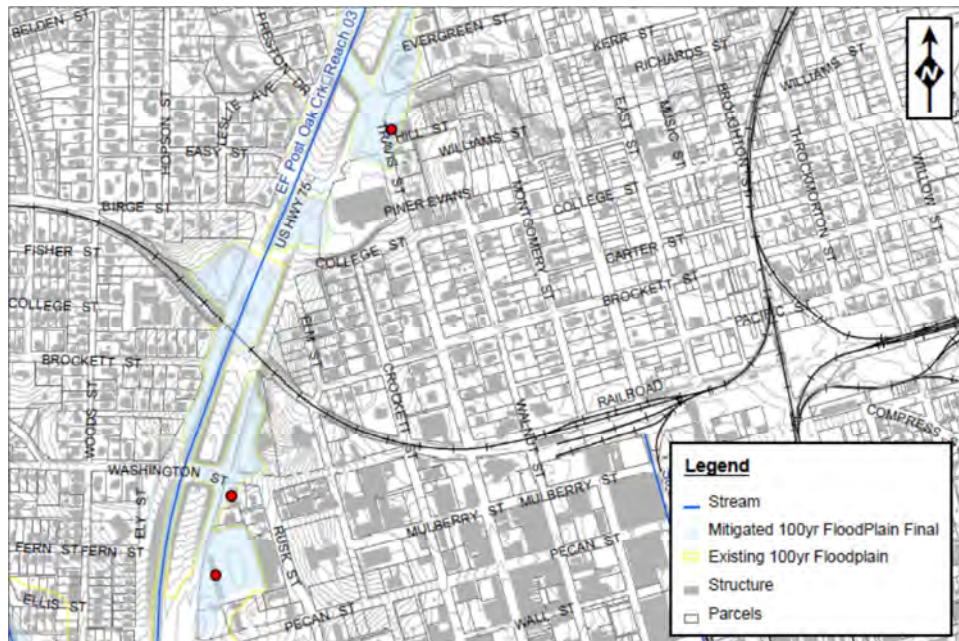 BELDEN ST
PRESTON DR
LESLIE AVE
HOPSON ST
EASY ST
BIRGE ST
FISHER ST
COLLEGE ST
BROCKETT ST
WOODS ST
WASHINGTON ST
ELY ST
FERN ST
FERN ST
ELLIS ST
EF Post Oak Crk: Reach 03
US HWY 75
EVERGREEN ST
KERR ST
RICHARDS ST
WILLIAMS ST
HILL ST
TRAVIS ST
WILLIAMS ST
EAST ST
MUSIC ST
BROUGHTON ST
THROCKMORTON ST
WILLOW ST
PINER EVANS
COLLEGE ST
MONTGOMERY ST
COLLEGE ST
CARTER ST
BROCKETT ST
PACIFIC ST
ELM ST
CROCKETT ST
WALNUT ST
RAILROAD
COMPRESS
MULBERRY ST
MULBERRY ST
RUSK ST
PECAN ST
PECAN ST
WALL ST
N
Legend
Stream
Mitigated 100yr FloodPlain Final
Existing 100yr Floodplain
Structure
Parcels